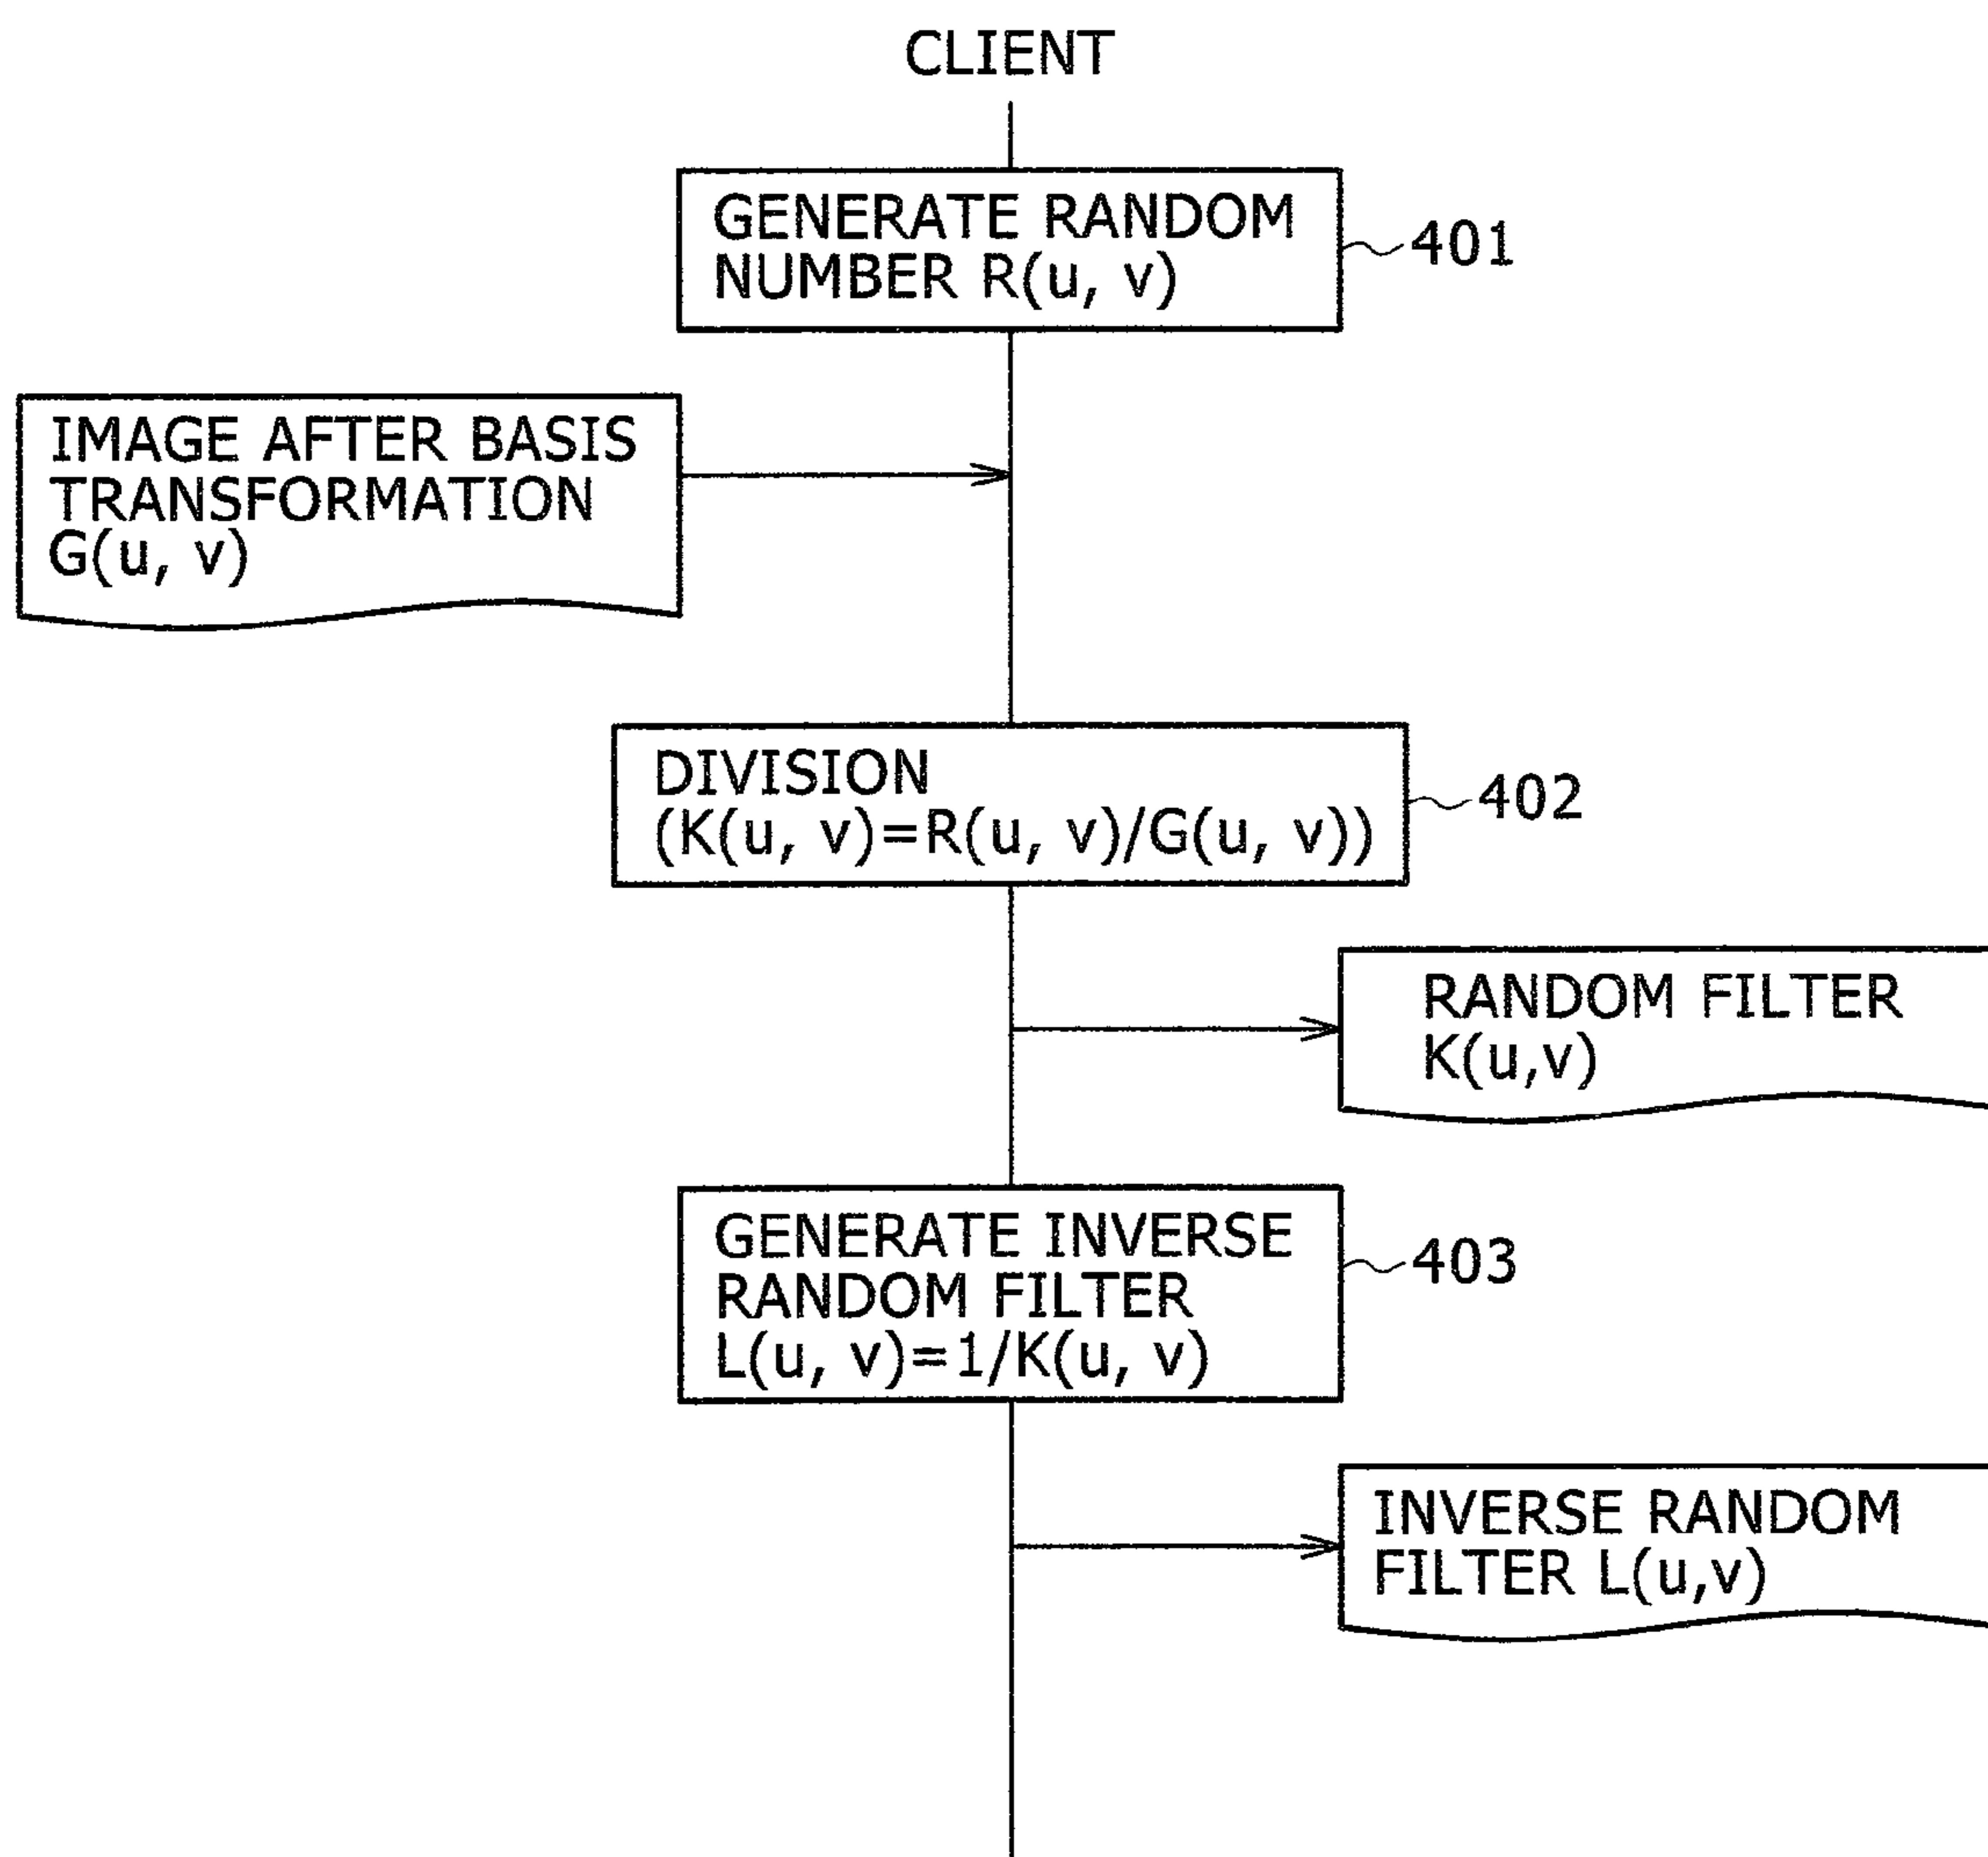 CLIENT
GENERATE RANDOM
NUMBER R(u, v)
401
IMAGE AFTER BASIS
TRANSFORMATION
G(u, v)
DIVISION
(K(u, v)=R(u, v)/G(u, v))
402
RANDOM FILTER
K(u,v)
GENERATE INVERSE
RANDOM FILTER
L(u, v)=1/K(u, v)
403
INVERSE RANDOM
FILTER L(u,v)